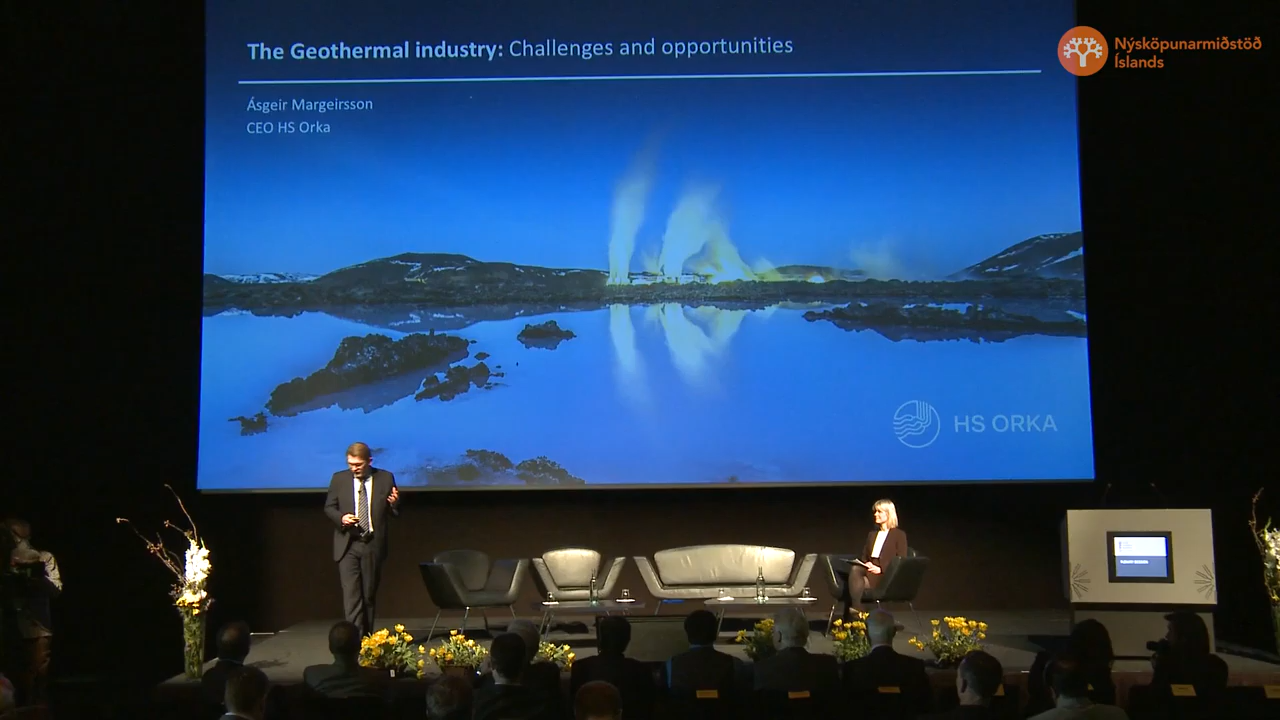 The Geothermal industry: Challenges and opportunities
Ásgeir Margeirsson
CEO HS Orka
HS ORKA
Nýsköpunarmiðstöð
Íslands